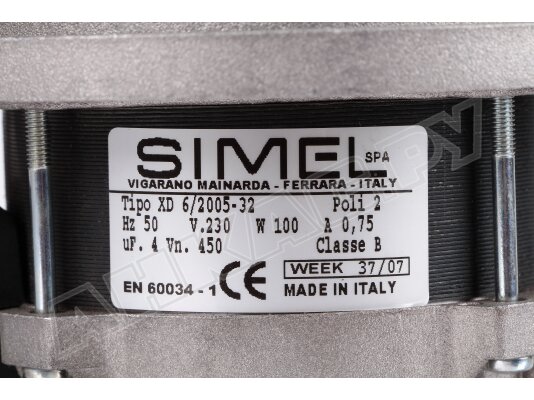 SIMEL SPA
VIGARANO MAINARDA - FERRARA - ITALY
Tipo XD 6/2005-32 Poli 2
Hz 50 V.230 W 100 A 0,75
uF. 4 Vn. 450 Classe B
WEEK 37/07
EN 60034-1 CE MADE IN ITALY